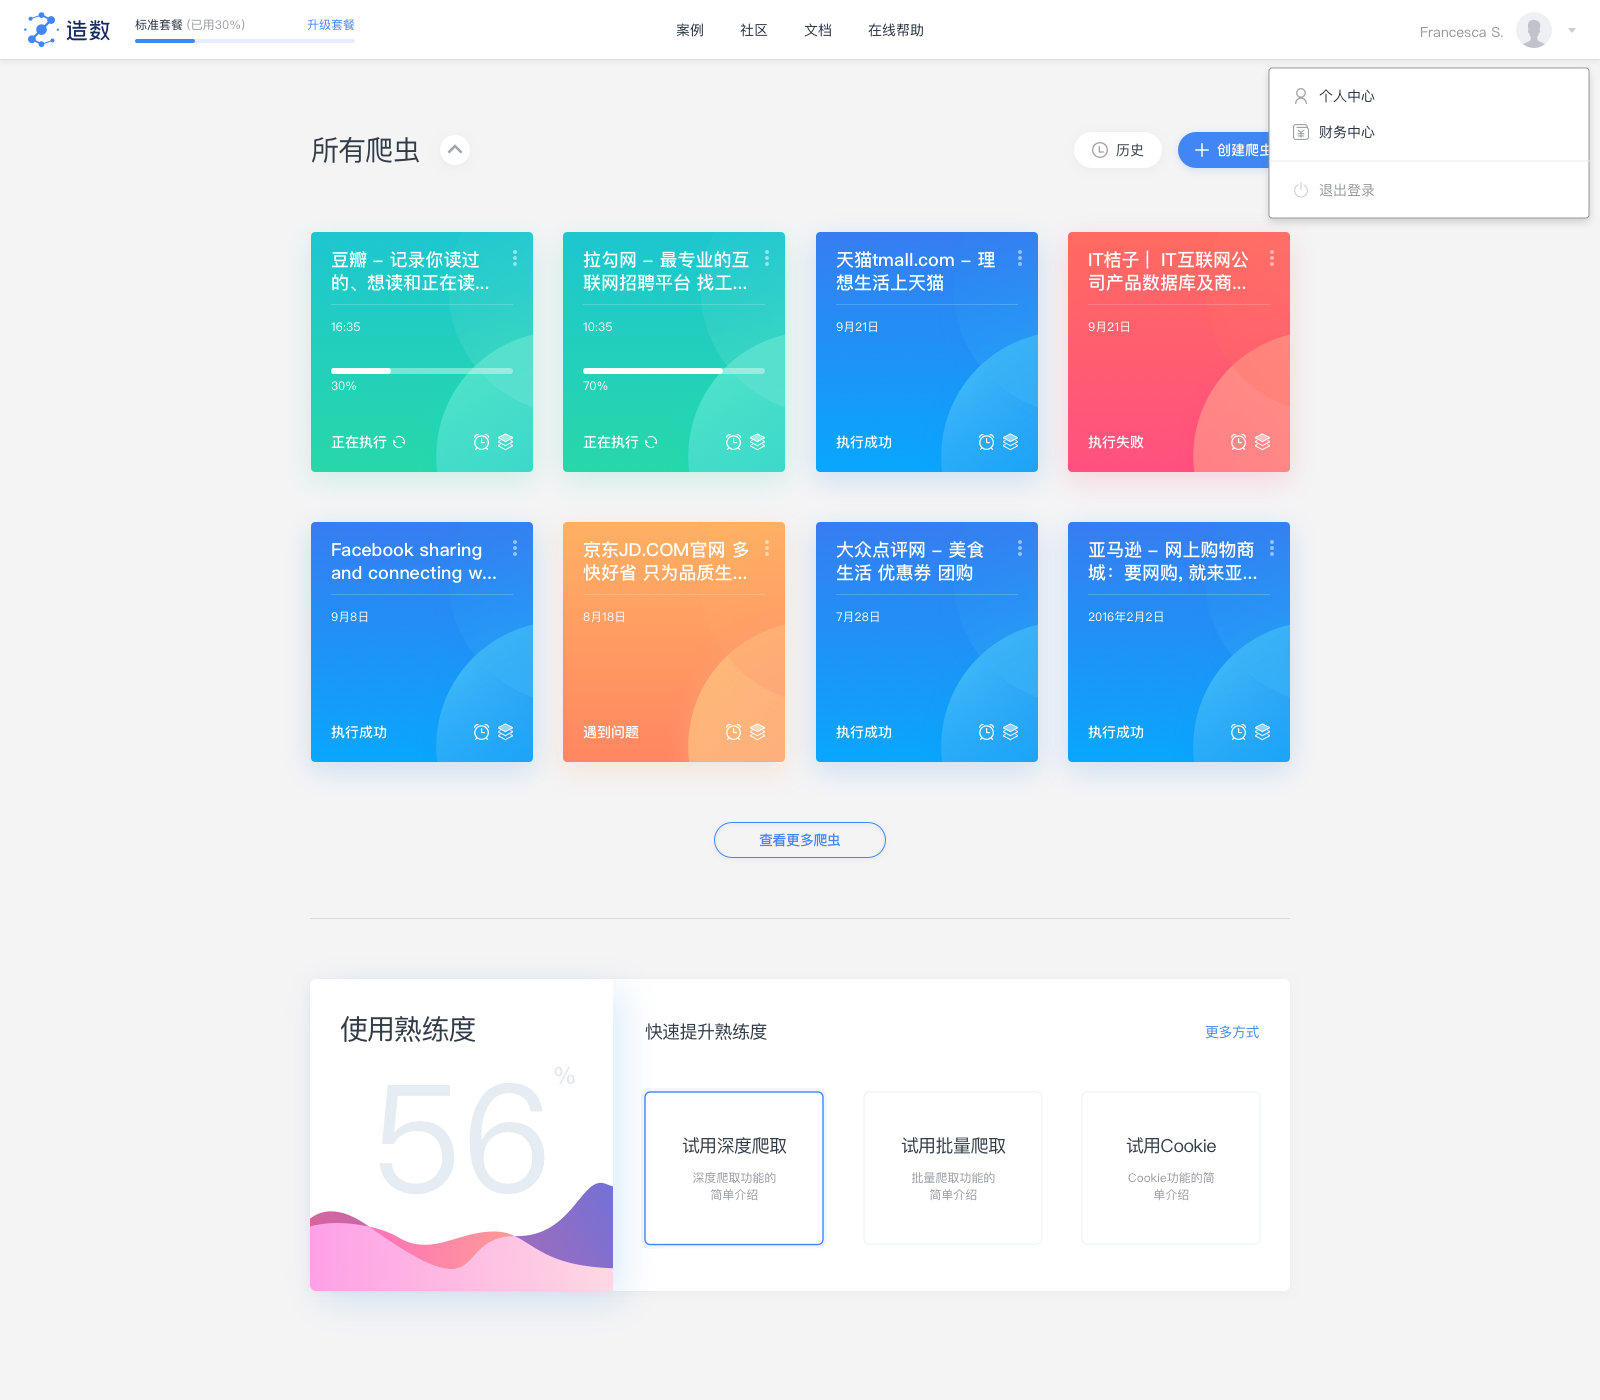 造数
标准套餐 (已用30%)
升级套餐
案例
社区
文档
在线帮助
Francesca S.
个人中心
财务中心
退出登录
所有爬虫
历史
创建爬虫
豆瓣 – 记录你读过
的、想读和正在读...
16:35
30%
正在执行
拉勾网 – 最专业的互
联网招聘平台 找工...
10:35
70%
正在执行
天猫tmall.com – 理
想生活上天猫
9月21日
执行成功
IT桔子 | IT互联网公
司产品数据库及商...
9月21日
执行失败
Facebook sharing
and connecting w...
9月8日
执行成功
京东JD.COM官网 多
快好省 只为品质生...
8月18日
遇到问题
大众点评网 – 美食
生活 优惠券 团购
7月28日
执行成功
亚马逊 – 网上购物商
城：要网购, 就来亚...
2016年2月2日
执行成功
查看更多爬虫
使用熟练度
56
%
快速提升熟练度
更多方式
试用深度爬取
深度爬取功能的
简单介绍
试用批量爬取
批量爬取功能的
简单介绍
试用Cookie
Cookie功能的简
单介绍